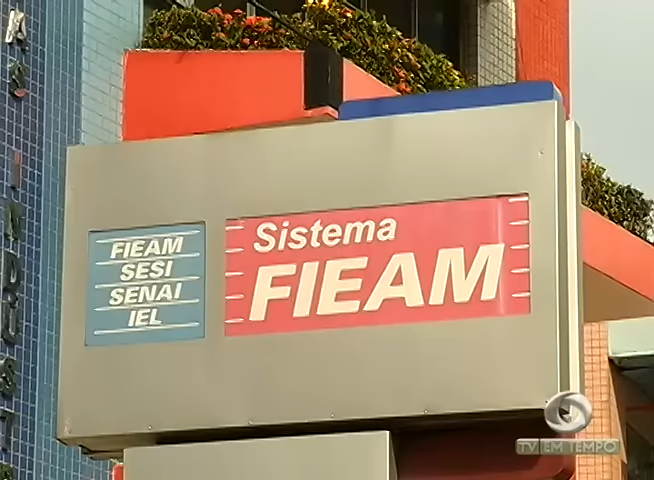 FIEAM
SESI
SENAI
IEL
Sistema
FIEAM
TV EM TEMPO